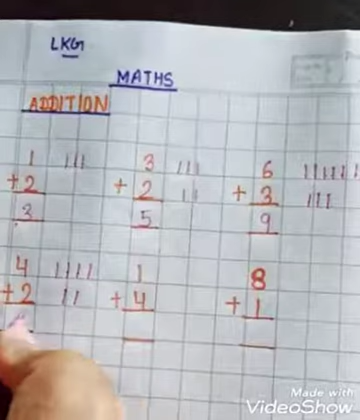 LKG
MATHS
ADDITION
1 3 6
+2 +2 +3
3 5 9
4 1 8
+2 +4 +1
Made with
VideoShow